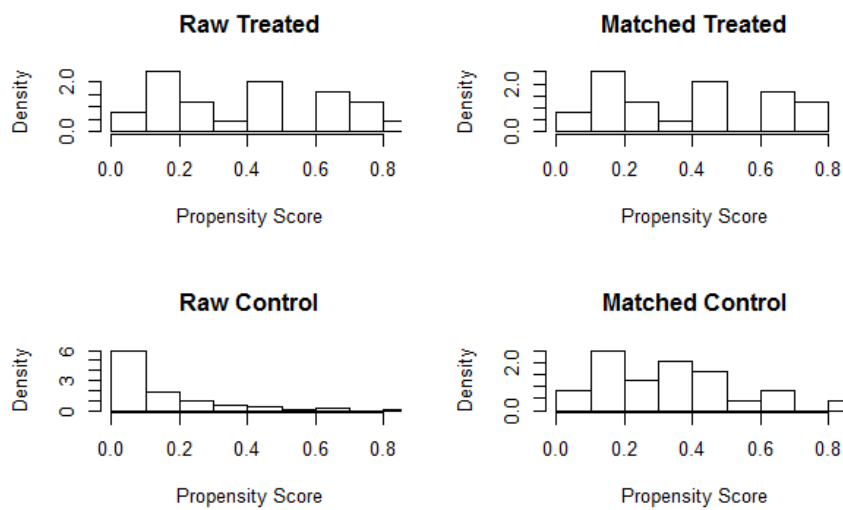 Raw Treated
Density
0.0 2.0
0.0 0.2 0.4 0.6 0.8
Propensity Score
Matched Treated
Density
0.0 2.0
0.0 0.2 0.4 0.6 0.8
Propensity Score
Raw Control
Density
0 3 6
0.0 0.2 0.4 0.6 0.8
Propensity Score
Matched Control
Density
0.0 2.0
0.0 0.2 0.4 0.6 0.8
Propensity Score